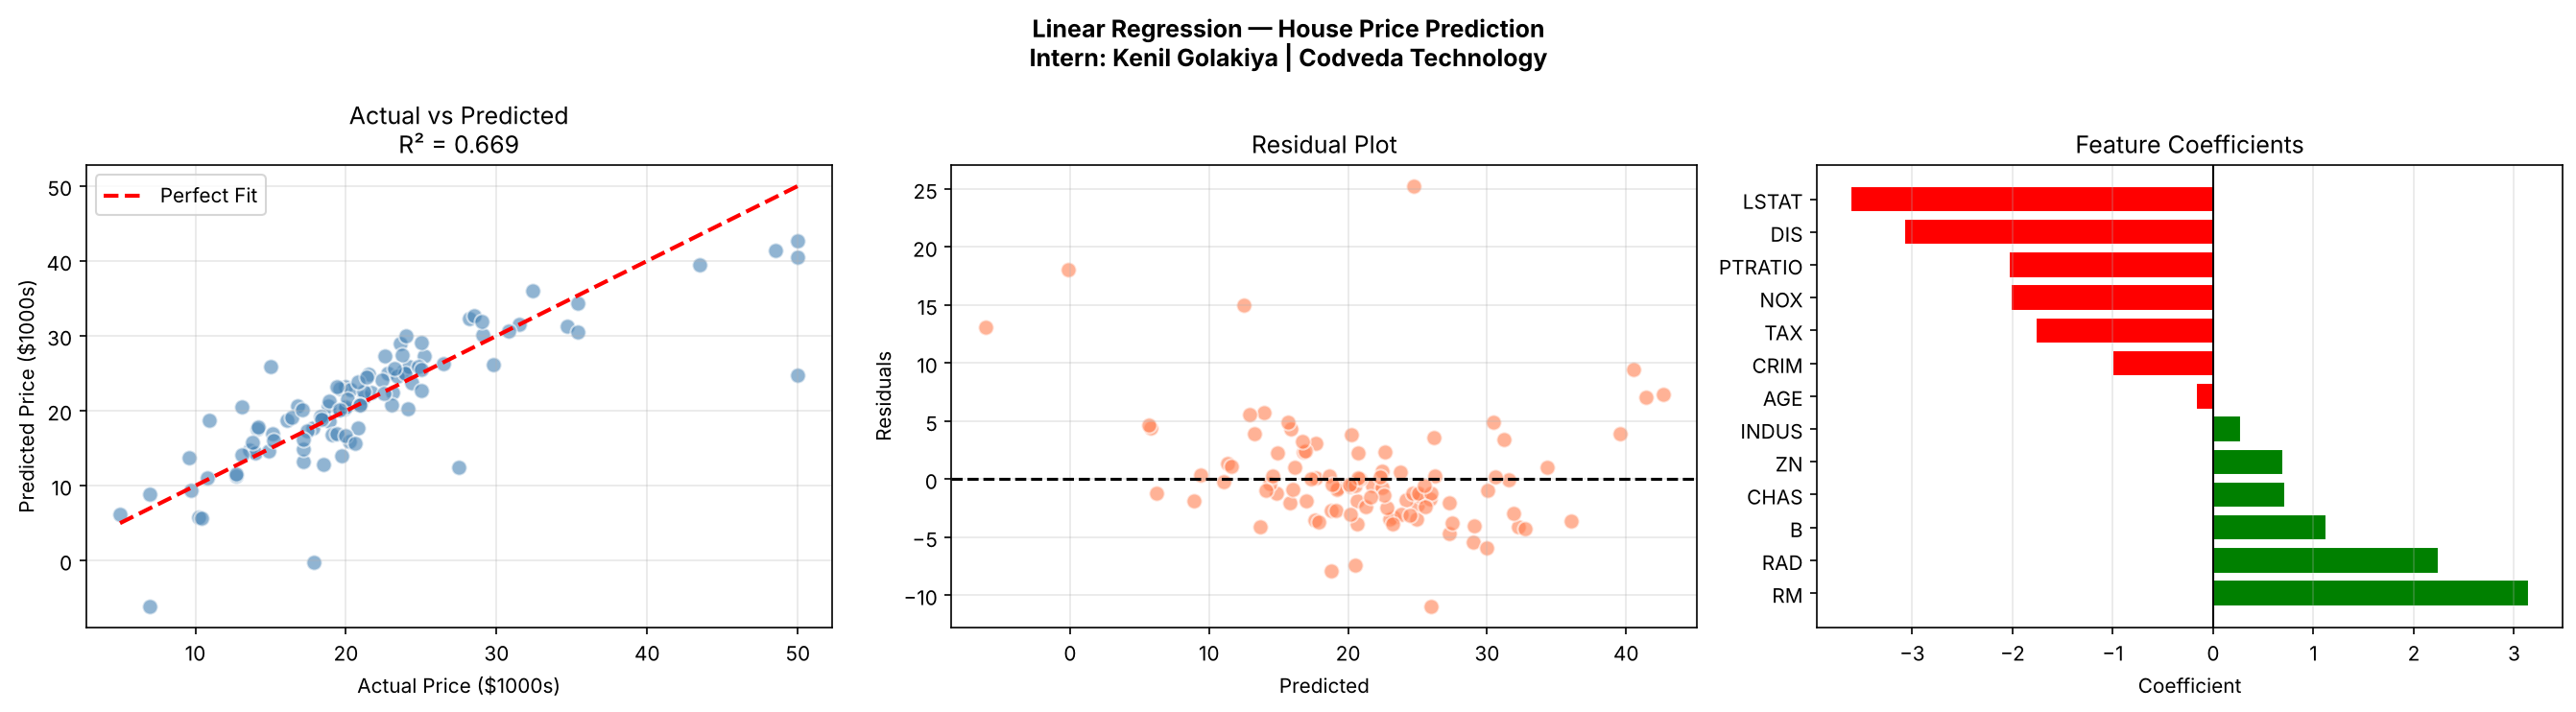 Linear Regression — House Price Prediction
Intern: Kenil Golakiya | Codveda Technology
Actual vs Predicted
R² = 0.669
Perfect Fit
50
40
30
20
10
0
10
20
30
40
50
Predicted Price ($1000s)
Actual Price ($1000s)
Residual Plot
25
20
15
10
5
0
−5
−10
0
10
20
30
40
Residuals
Predicted
Feature Coefficients
LSTAT
DIS
PTRATIO
NOX
TAX
CRIM
AGE
INDUS
ZN
CHAS
B
RAD
RM
−3
−2
−1
0
1
2
3
Coefficient